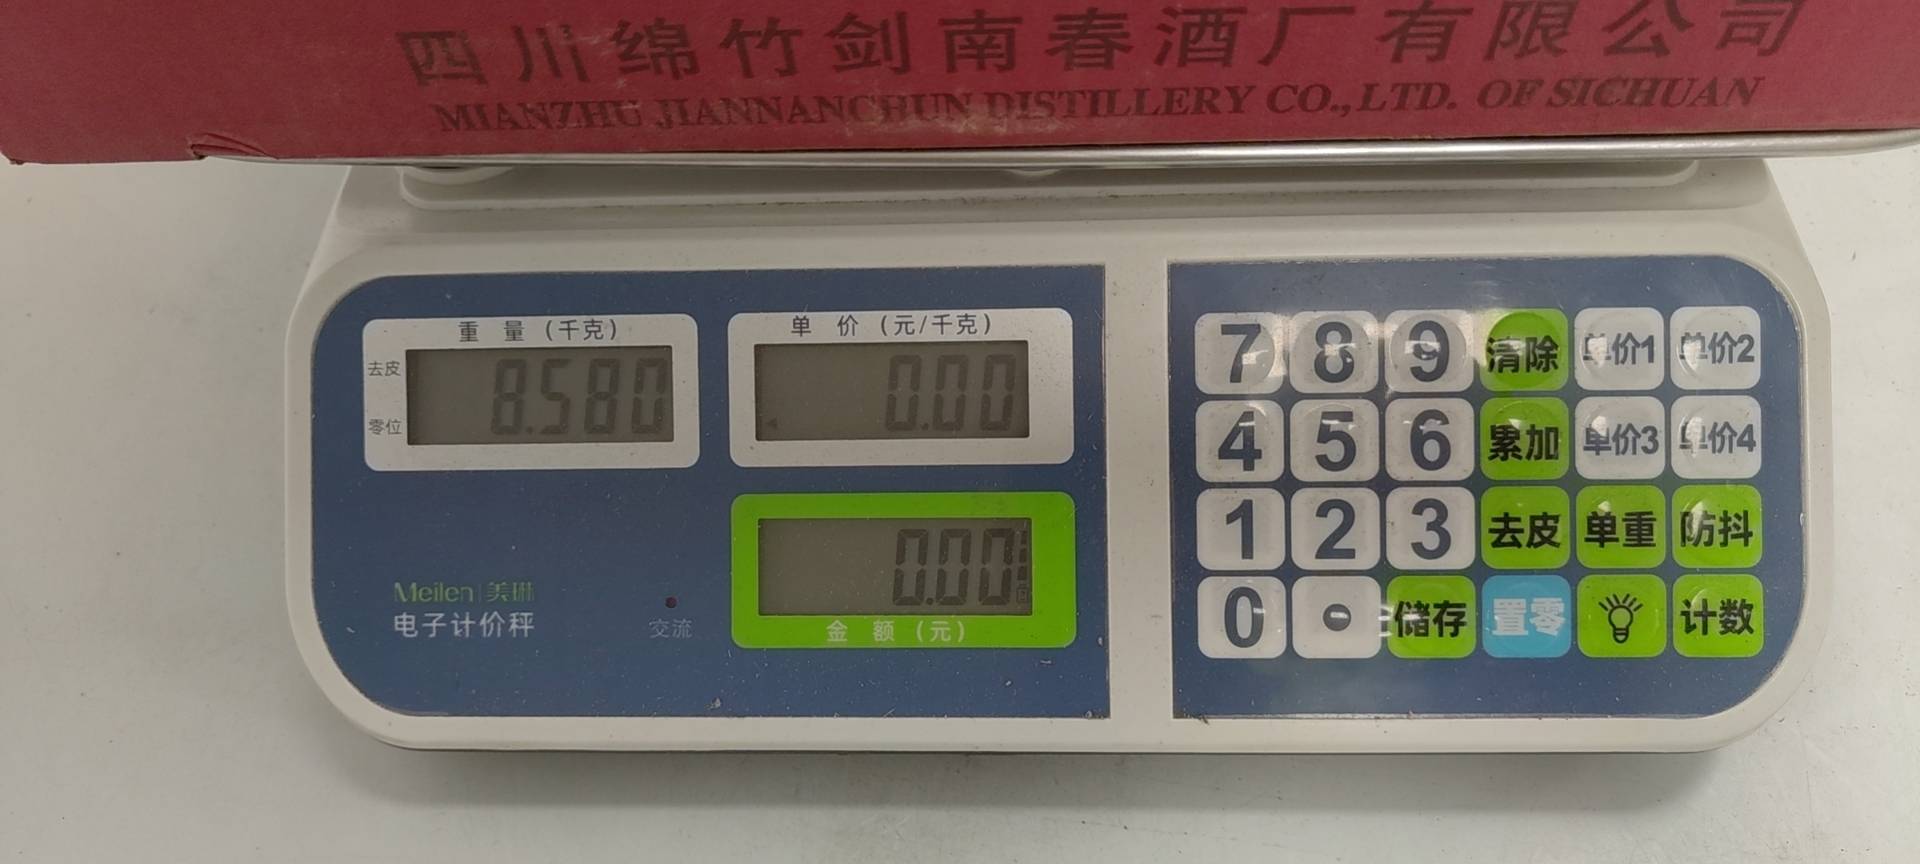 四川绵竹剑南春酒厂有限公司
MIANZHU JIANNANCHUN DISTILLERY CO.,LTD. OF SICHUAN
重量(千克)
去皮
零位
8.580
单价(元/千克)
0.00
0.00
金额(元)
Meilen|美琳
电子计价秤
交流
7 8 9 清除 单价1 单价2
4 5 6 累加 单价3 单价4
1 2 3 去皮 单重 防抖
0 . 储存 置零 计数